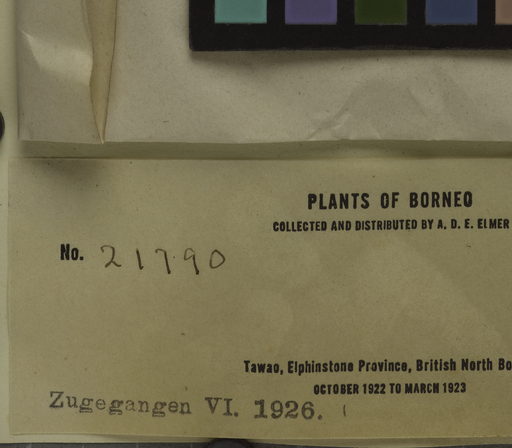 PLANTS OF BORNEO
COLLECTED AND DISTRIBUTED BY A. D. E. ELMER
No. 21790
Tawao, Elphinstone Province, British North Bo
OCTOBER 1922 TO MARCH 1923
Zugegangen VI. 1926.